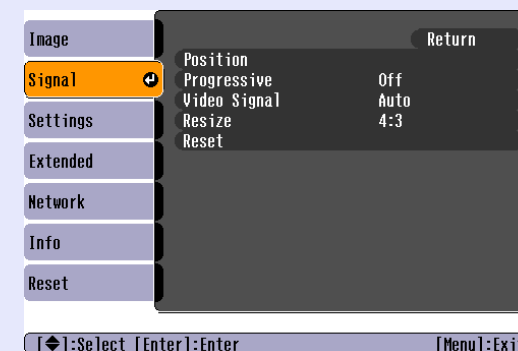 Image
Signal
Settings
Extended
Network
Info
Reset
Return
Position
Progressive Off
Video Signal Auto
Resize 4:3
Reset
[◆]:Select [Enter]:Enter [Menu]:Exi